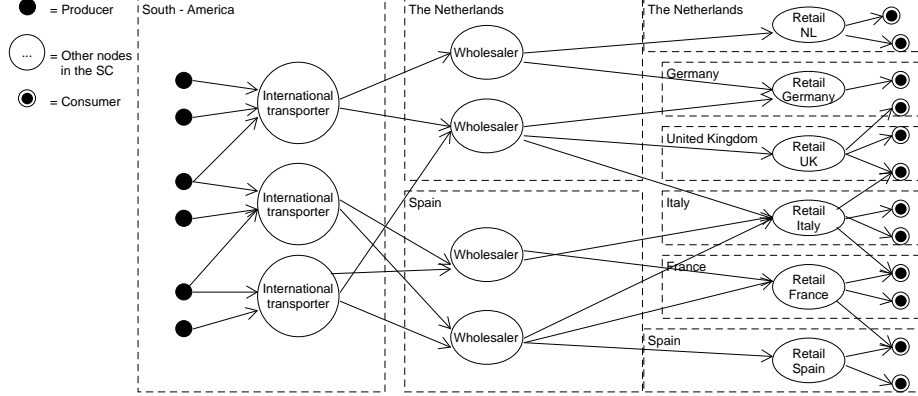 = Producer
...
= Other nodes
in the SC
= Consumer
South - America
International
transporter
International
transporter
International
transporter
The Netherlands
Wholesaler
Wholesaler
Spain
Wholesaler
Wholesaler
The Netherlands
Retail
NL
Germany
Retail
Germany
United Kingdom
Retail
UK
Italy
Retail
Italy
France
Retail
France
Spain
Retail
Spain